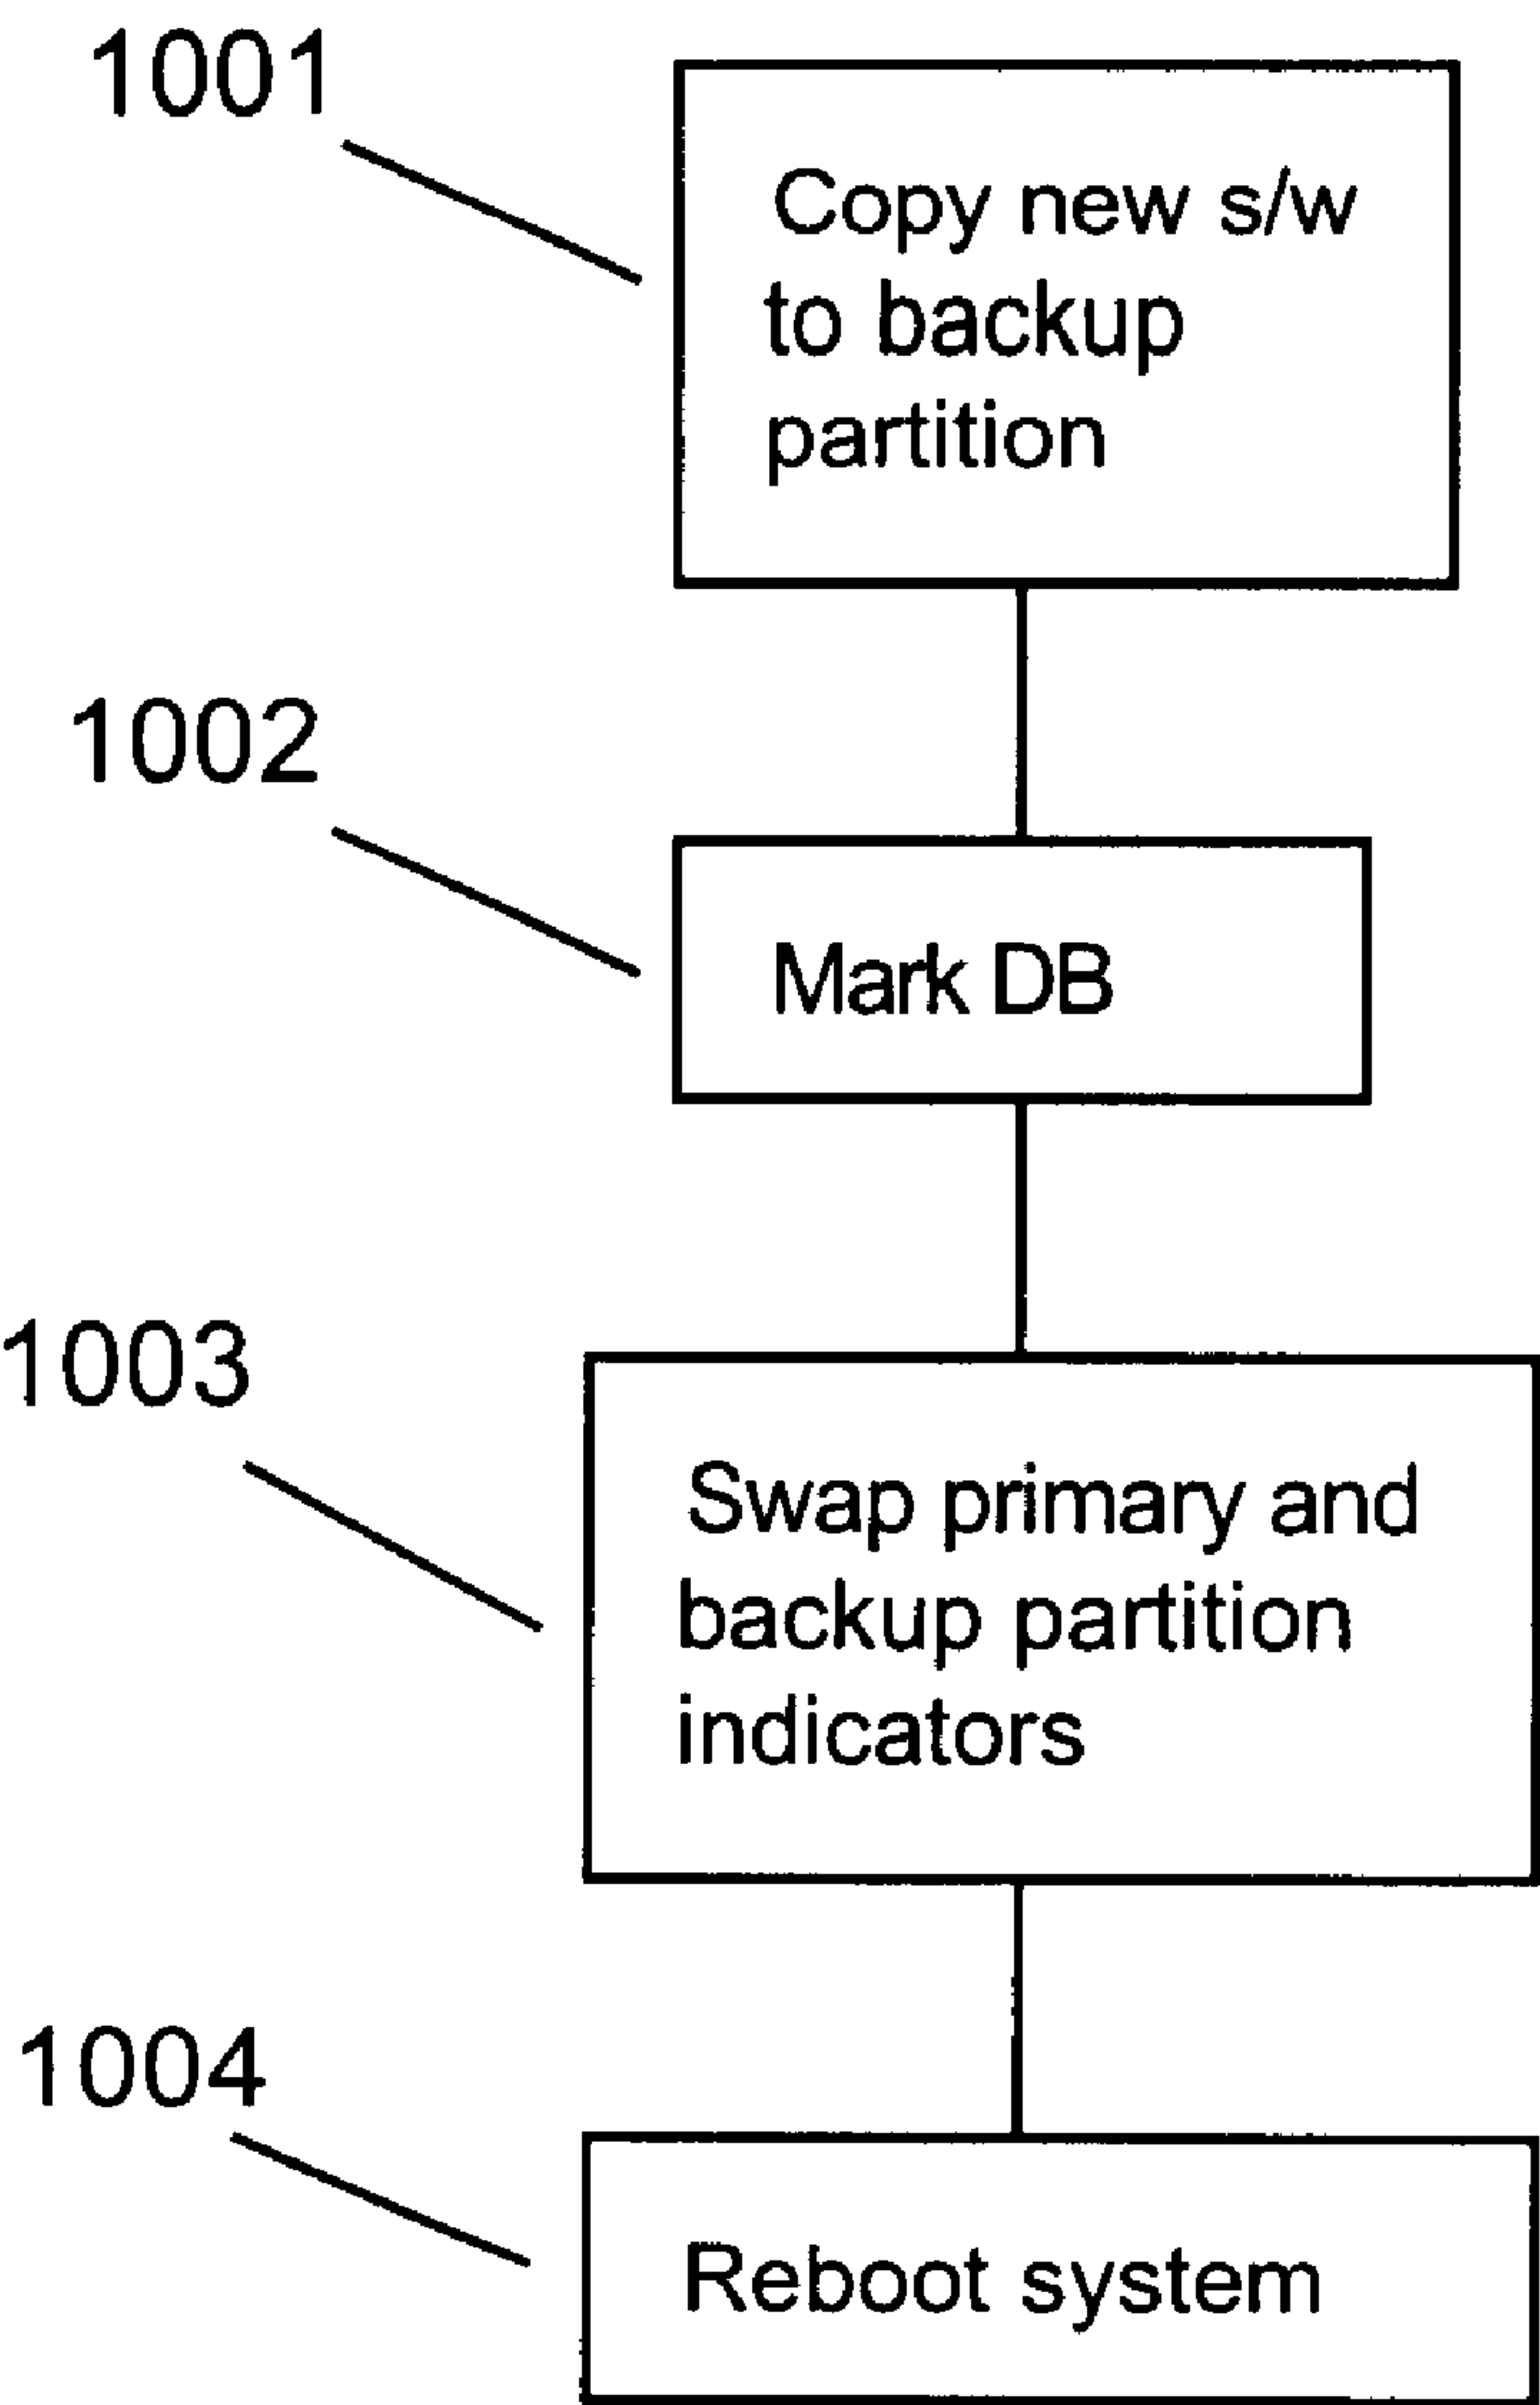 1001
Copy new s/w
to backup
partition
1002
Mark DB
1003
Swap primary and
backup partition
indicators
1004
Reboot system